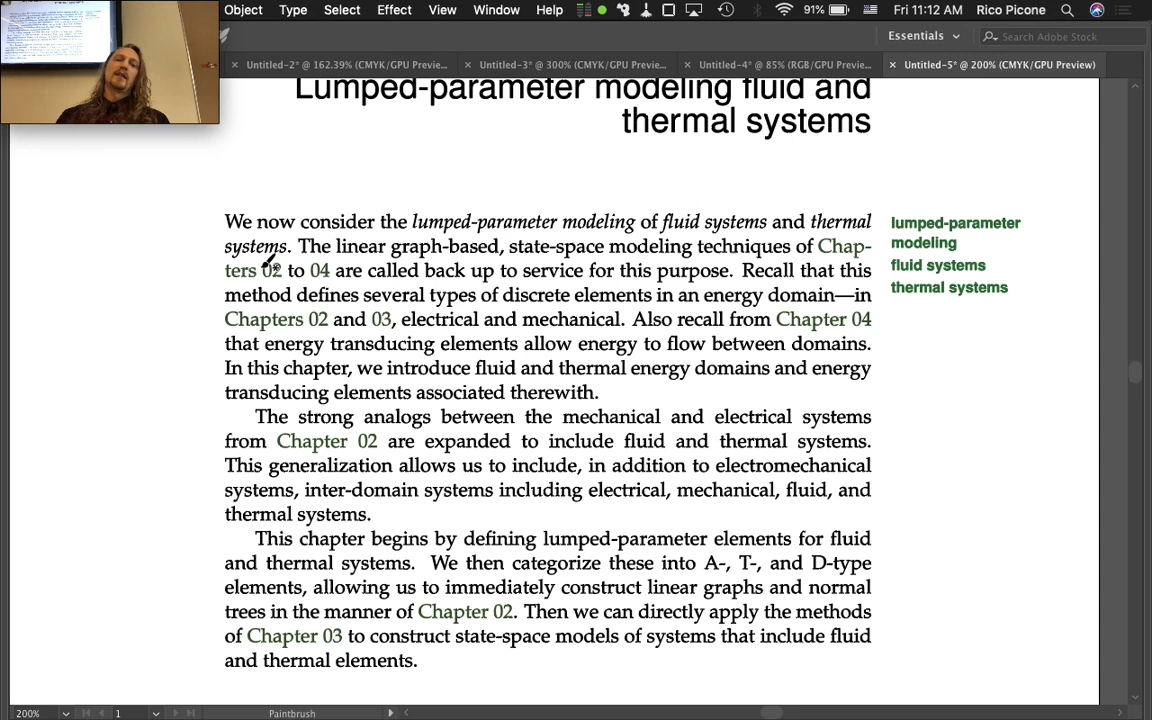 Object Type Select Effect View Window Help 91% Fri 11:12 AM Rico Picone
Essentials Search Adobe Stock
Untitled-2* @ 162.39% (CMYK/GPU Previe... Untitled-3* @ 300% (CMYK/GPU Previe... Untitled-4* @ 85% (RGB/GPU Previe... Untitled-5* @ 200% (CMYK/GPU Preview)
Lumped-parameter modeling fluid and
thermal systems
We now consider the lumped-parameter modeling of fluid systems and thermal
systems. The linear graph-based, state-space modeling techniques of Chap-
ters 02 to 04 are called back up to service for this purpose. Recall that this
method defines several types of discrete elements in an energy domain—in
Chapters 02 and 03, electrical and mechanical. Also recall from Chapter 04
that energy transducing elements allow energy to flow between domains.
In this chapter, we introduce fluid and thermal energy domains and energy
transducing elements associated therewith.
The strong analogs between the mechanical and electrical systems
from Chapter 02 are expanded to include fluid and thermal systems.
This generalization allows us to include, in addition to electromechanical
systems, inter-domain systems including electrical, mechanical, fluid, and
thermal systems.
This chapter begins by defining lumped-parameter elements for fluid
and thermal systems. We then categorize these into A-, T-, and D-type
elements, allowing us to immediately construct linear graphs and normal
trees in the manner of Chapter 02. Then we can directly apply the methods
of Chapter 03 to construct state-space models of systems that include fluid
and thermal elements.
lumped-parameter
modeling
fluid systems
thermal systems
200% 1 Paintbrush